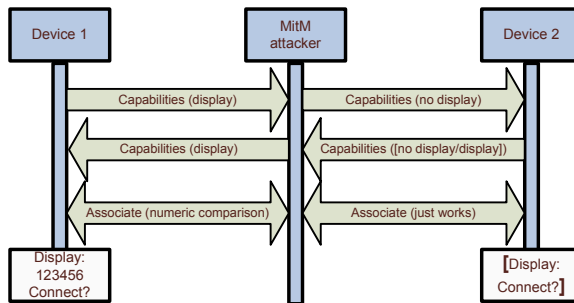 Device 1
MitM
attacker
Device 2
Capabilities (display)
Capabilities (no display)
Capabilities (display)
Capabilities ([no display/display])
Associate (numeric comparison)
Associate (just works)
Display:
123456
Connect?
[Display:
Connect?]